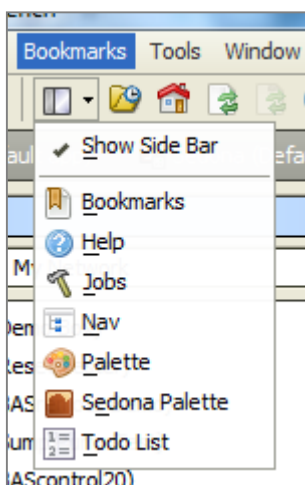 Bookmarks Tools Window
Show Side Bar
Bookmarks
Help
Jobs
Nav
Palette
Sedona Palette
Todo List
BAScontrol20)